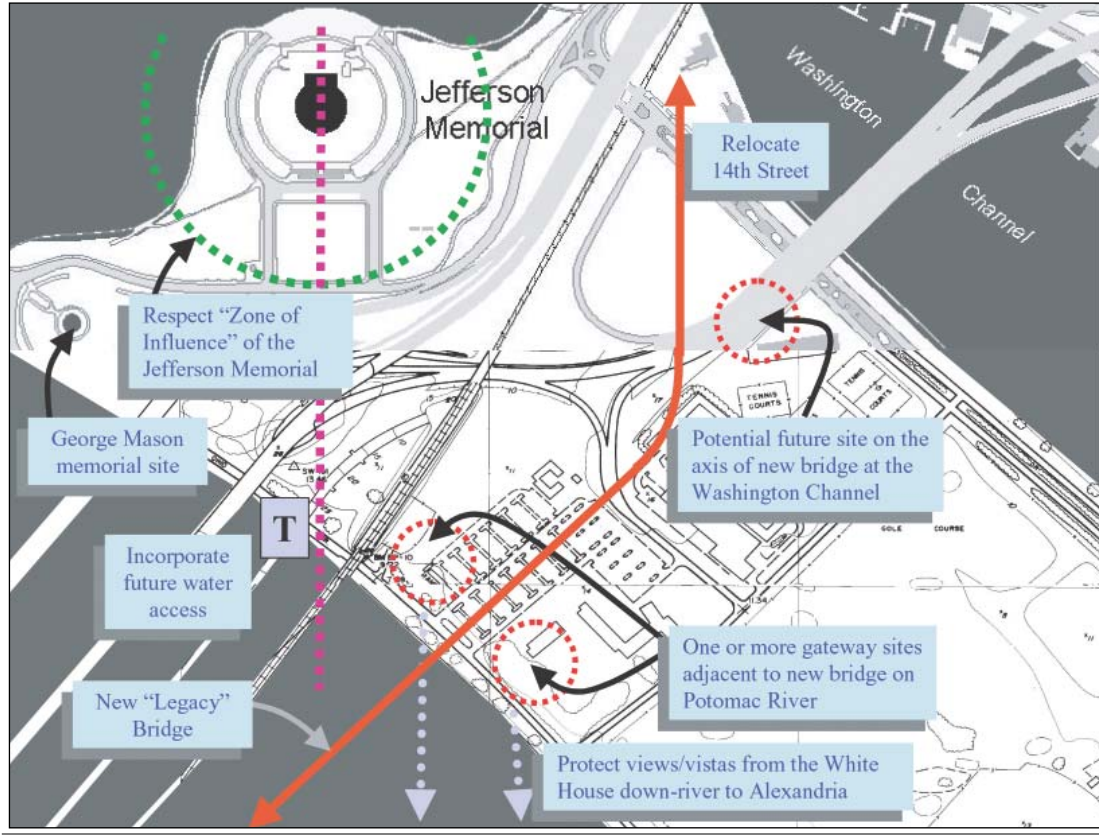 Washington
Channel
Jefferson
Memorial
Relocate
14th Street
Respect “Zone of
Influence” of the
Jefferson Memorial
George Mason
memorial site
TENNIS
COURTS
TENNIS
COURTS
Potential future site on the
axis of new bridge at the
Washington Channel
T
GOLE COURSE
Incorporate
future water
access
11.34
One or more gateway sites
adjacent to new bridge on
Potomac River
New “Legacy”
Bridge
Protect views/vistas from the White
House down-river to Alexandria